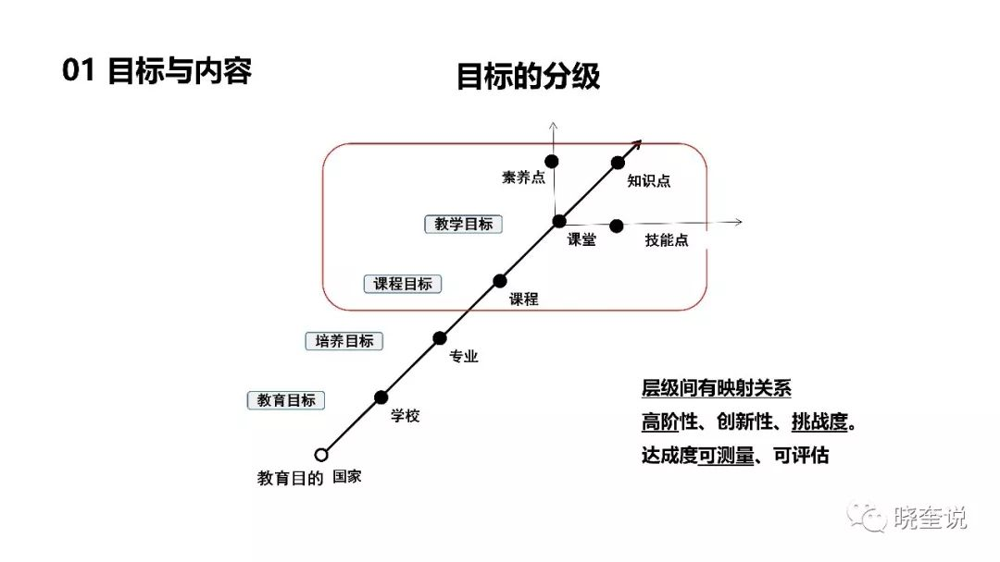 01 目标与内容
目标的分级
素养点
知识点
教学目标
课堂
技能点
课程目标
课程
培养目标
专业
教育目标
学校
教育目的 国家
层级间有映射关系
高阶性、创新性、挑战度。
达成度可测量、可评估
晓奎说